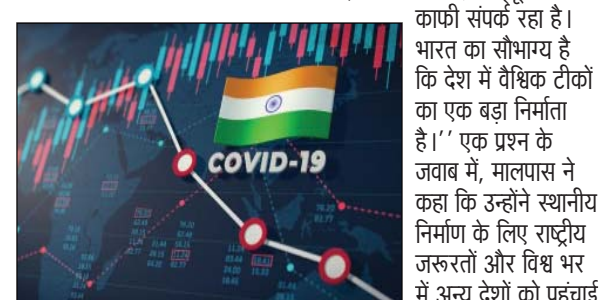 काफी संपर्क रहा है।
भारत का सौभाग्य है
कि देश में वैश्विक टीकों
का एक बड़ा निर्माता
है।’’ एक प्रश्न के
जवाब में, मालपास ने
कहा कि उन्होंने स्थानीय
निर्माण के लिए राष्ट्रीय
जरूरतों और विश्व भर
में अन्य देशों को पहुंचाई
COVID-19